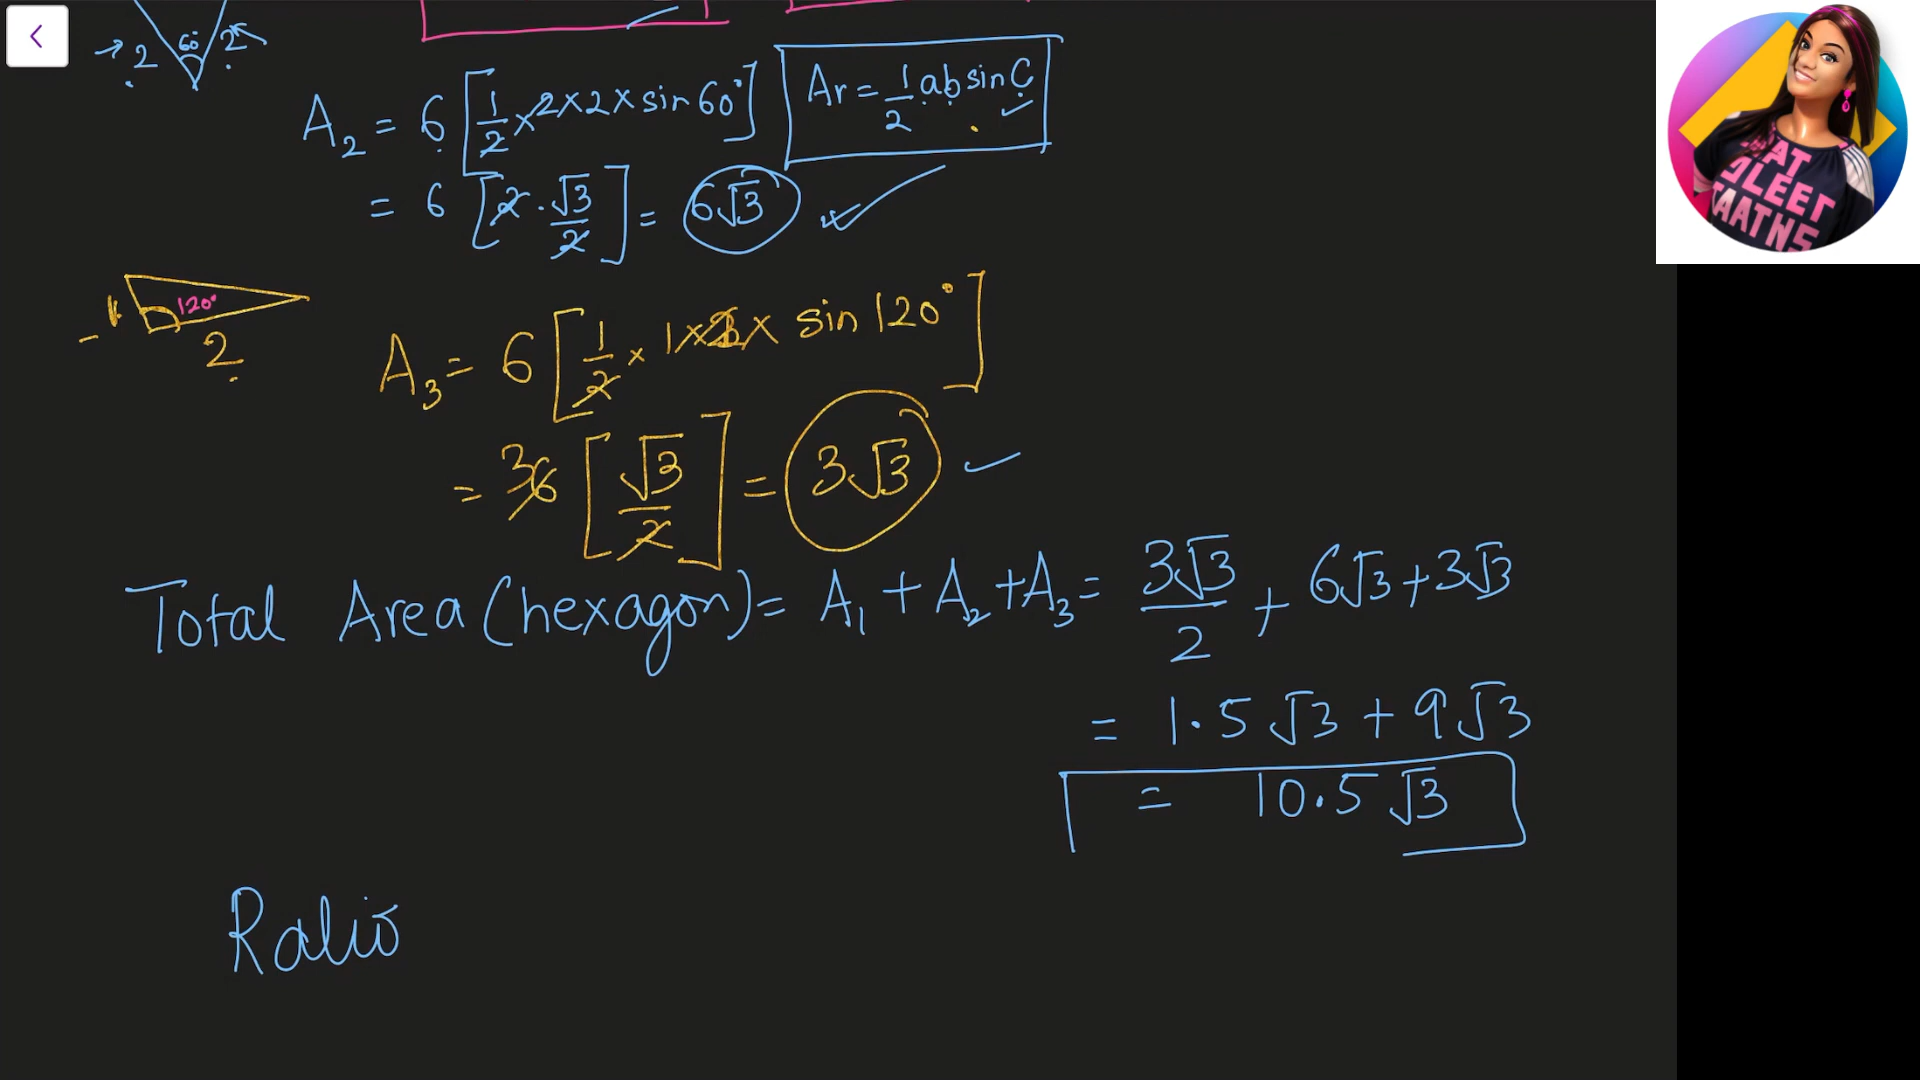 → 2 60° 2
A₂ = 6 [1/2 × 2 × 2 × sin 60°] Ar = 1/2 ab sin C
= 6 [2 · √3/2] = 6√3
120°
2
A₃ = 6 [1/2 × 1 × 2 × sin 120°]
= 36 [√3/2] = 3√3
Total Area (hexagon) = A₁ + A₂ + A₃ = 3√3/2 + 6√3 + 3√3
= 1.5√3 + 9√3
= 10.5√3
Ratio